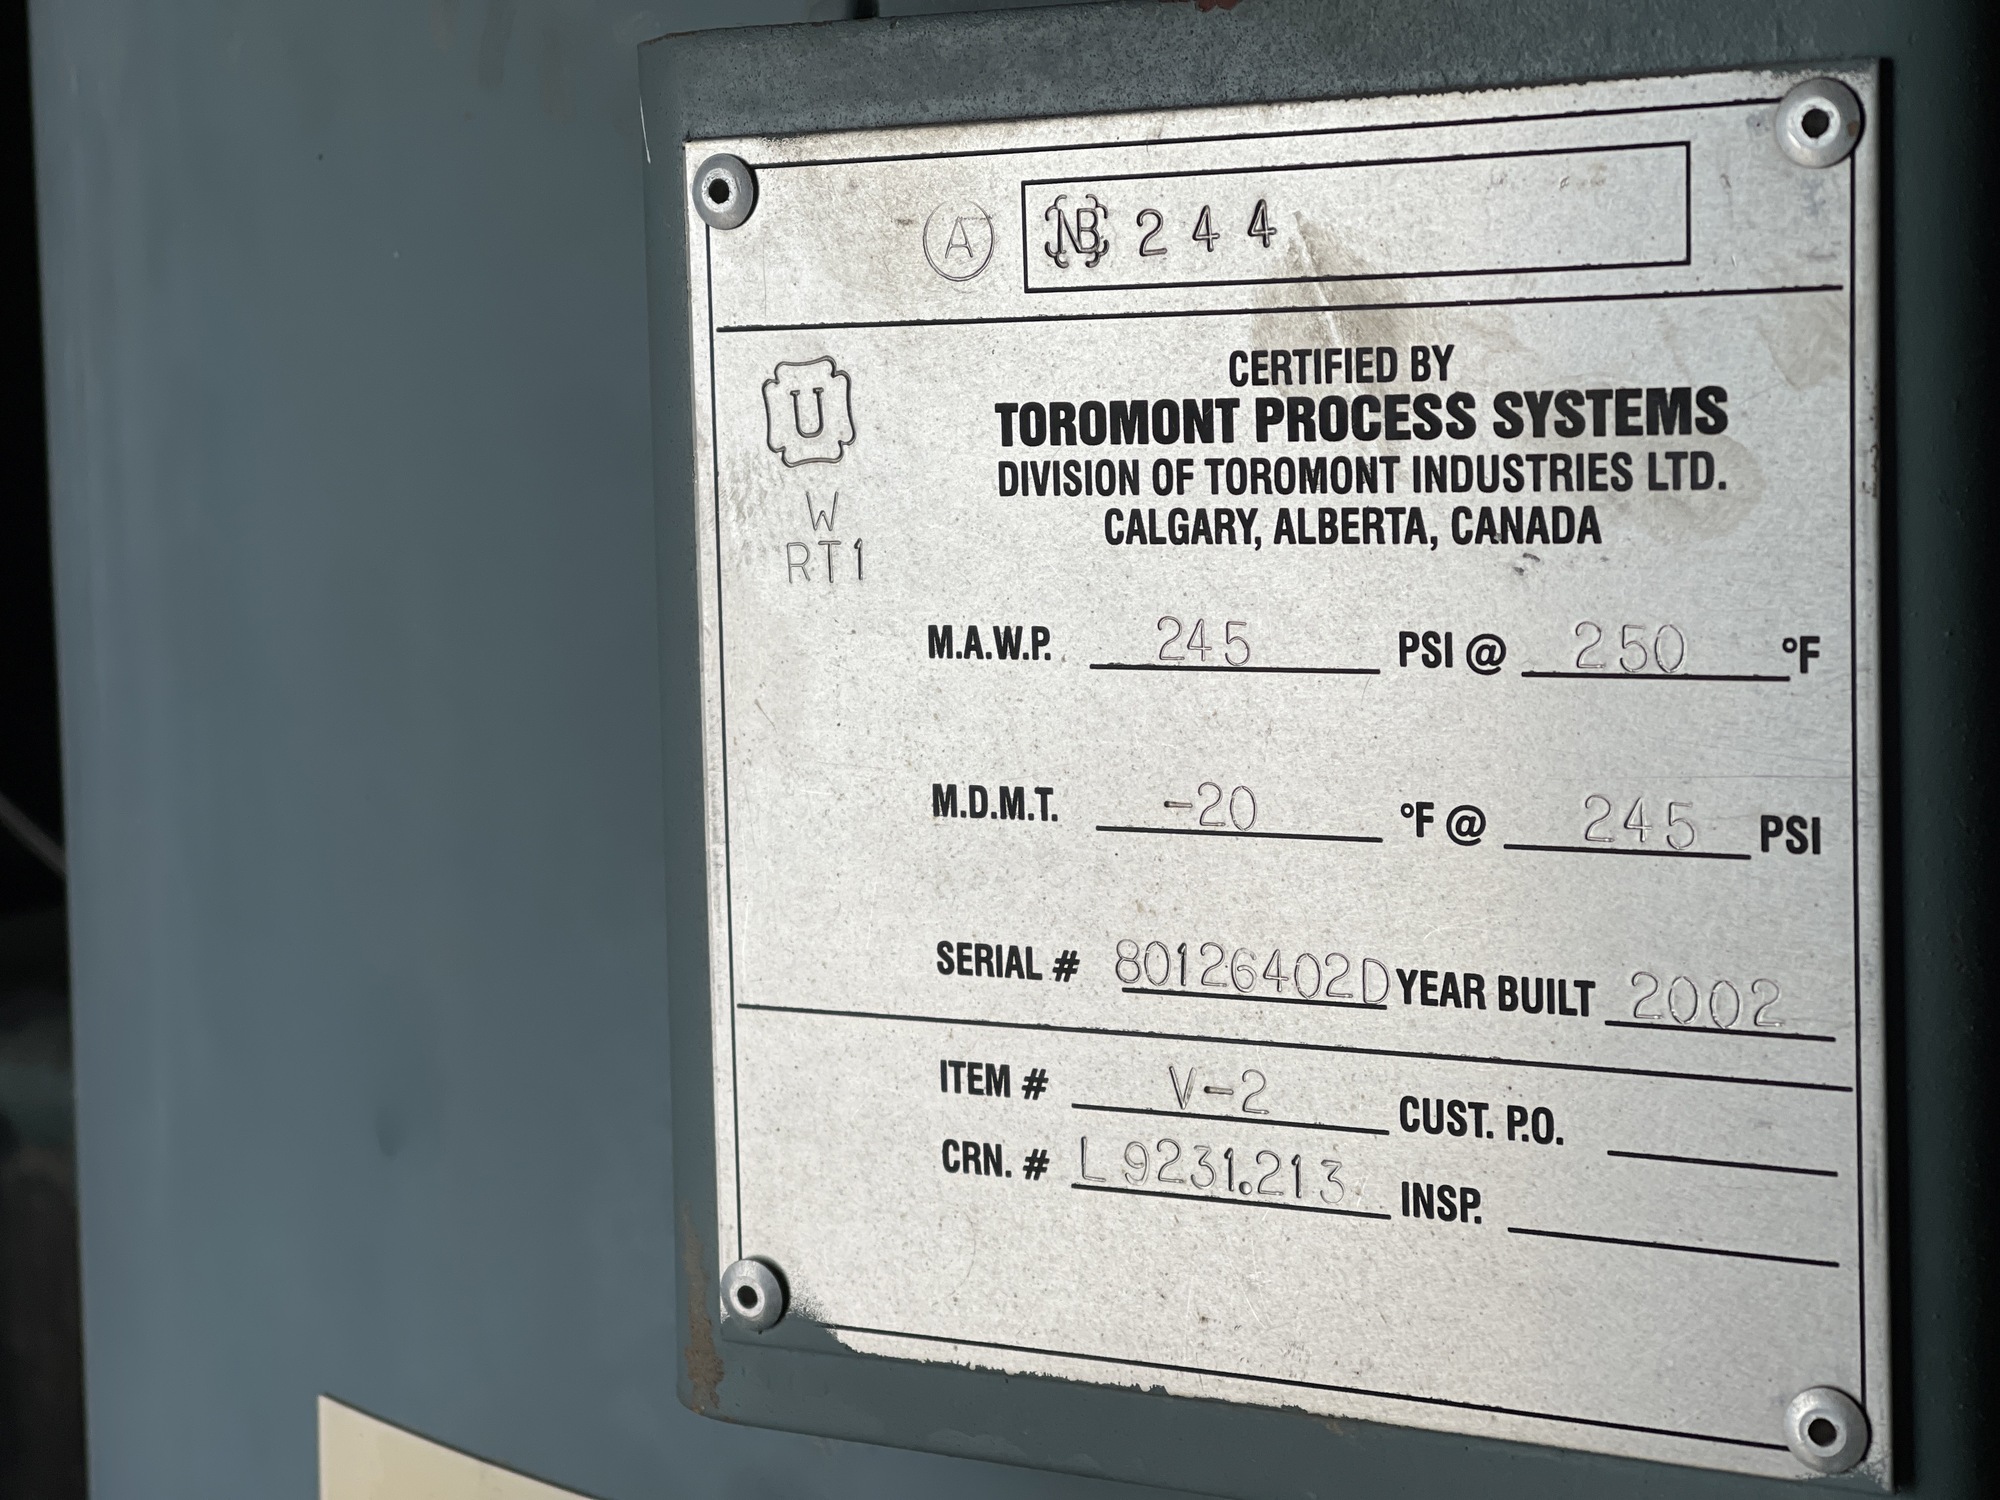 A NB 244
U
W
RT1
CERTIFIED BY
TOROMONT PROCESS SYSTEMS
DIVISION OF TOROMONT INDUSTRIES LTD.
CALGARY, ALBERTA, CANADA
M.A.W.P. 245 PSI @ 250 °F
M.D.M.T. -20 °F @ 245 PSI
SERIAL # 80126402D YEAR BUILT 2002
ITEM # V-2 CUST. P.O.
CRN. # L9231.213 INSP.